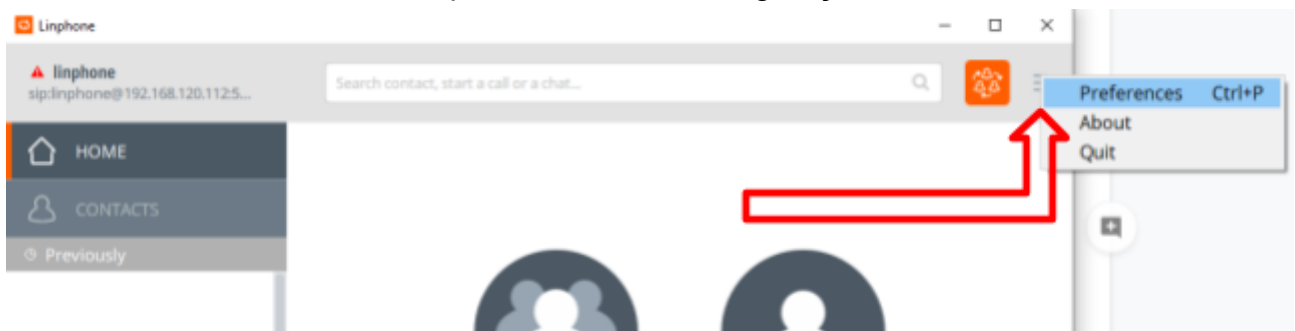 Linphone
linphone
sip:linphone@192.168.120.112:5...
Search contact, start a call or a chat...
Preferences Ctrl+P
About
Quit
HOME
CONTACTS
Previously